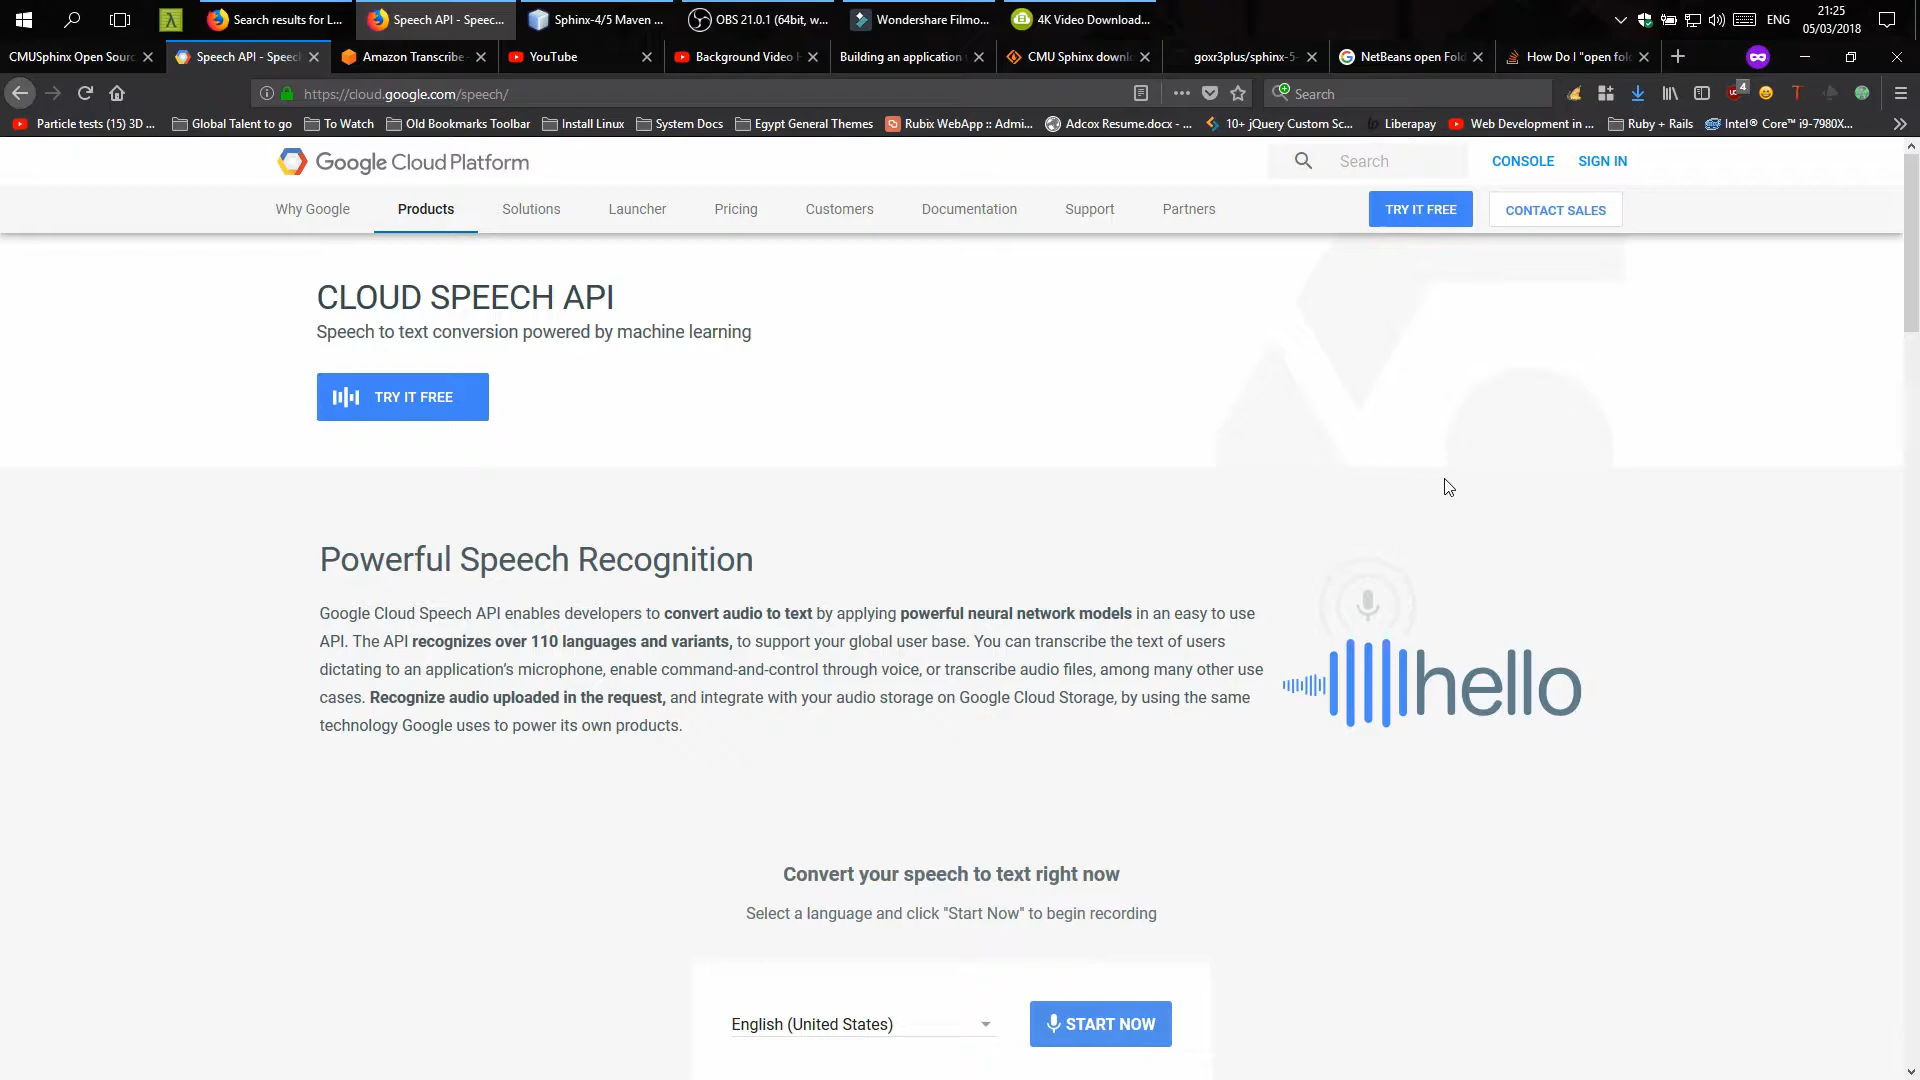 Search results for L...
Speech API - Speec...
Sphinx-4/5 Maven ...
OBS 21.0.1 (64bit, w...
Wondershare Filmo...
4K Video Download...
ENG
21:25
05/03/2018
CMUSphinx Open Sourc
Speech API - Speech
Amazon Transcribe
YouTube
Background Video
Building an application
CMU Sphinx downl
goxr3plus/sphinx-5-
NetBeans open Fold
How Do I "open fol
https://cloud.google.com/speech/
Search
4
Particle tests (15) 3D ...
Global Talent to go
To Watch
Old Bookmarks Toolbar
Install Linux
System Docs
Egypt General Themes
Rubix WebApp :: Admi...
Adcox Resume.docx - ...
10+ jQuery Custom Sc...
Liberapay
Web Development in ...
Ruby + Rails
Intel® Core™ i9-7980X...
Google Cloud Platform
Search
CONSOLE
SIGN IN
Why Google
Products
Solutions
Launcher
Pricing
Customers
Documentation
Support
Partners
TRY IT FREE
CONTACT SALES
CLOUD SPEECH API
Speech to text conversion powered by machine learning
TRY IT FREE
Powerful Speech Recognition
Google Cloud Speech API enables developers to convert audio to text by applying powerful neural network models in an easy to use
API. The API recognizes over 110 languages and variants, to support your global user base. You can transcribe the text of users
dictating to an application's microphone, enable command-and-control through voice, or transcribe audio files, among many other use
cases. Recognize audio uploaded in the request, and integrate with your audio storage on Google Cloud Storage, by using the same
technology Google uses to power its own products.
hello
Convert your speech to text right now
Select a language and click "Start Now" to begin recording
English (United States)
START NOW